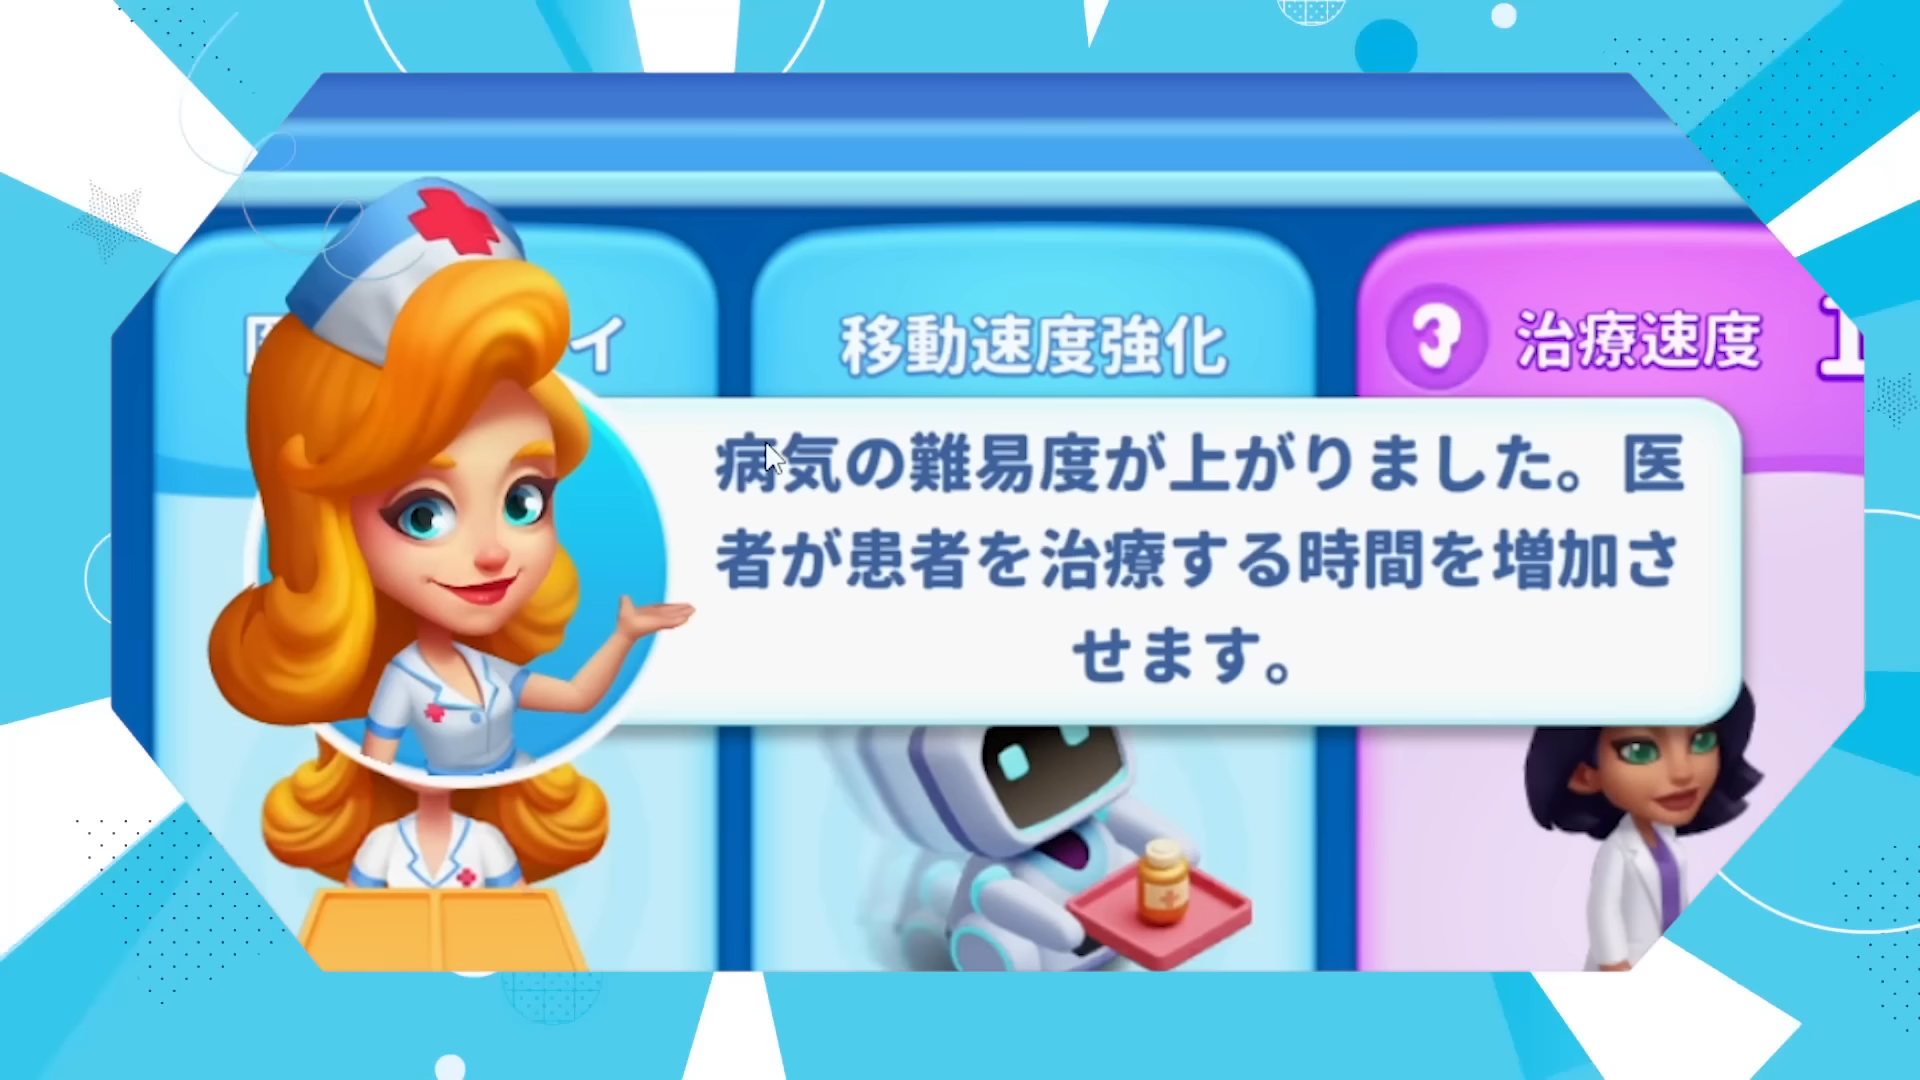 イ
移動速度強化
3 治療速度
病気の難易度が上がりました。医
者が患者を治療する時間を増加さ
せます。